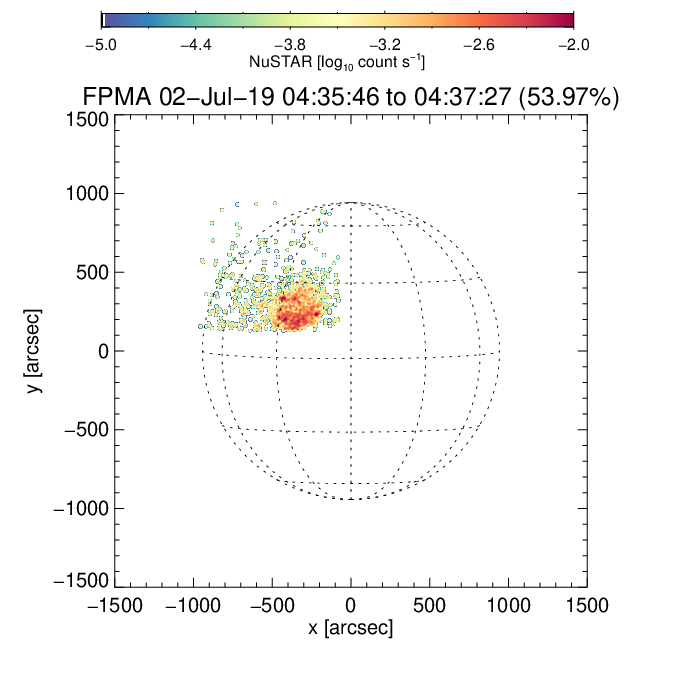 −5.0 −4.4 −3.8 −3.2 −2.6 −2.0
NuSTAR [log₁₀ count s⁻¹]
FPMA 02−Jul−19 04:35:46 to 04:37:27 (53.97%)
1500
1000
500
0
−500
−1000
−1500
y [arcsec]
−1500 −1000 −500 0 500 1000 1500
x [arcsec]